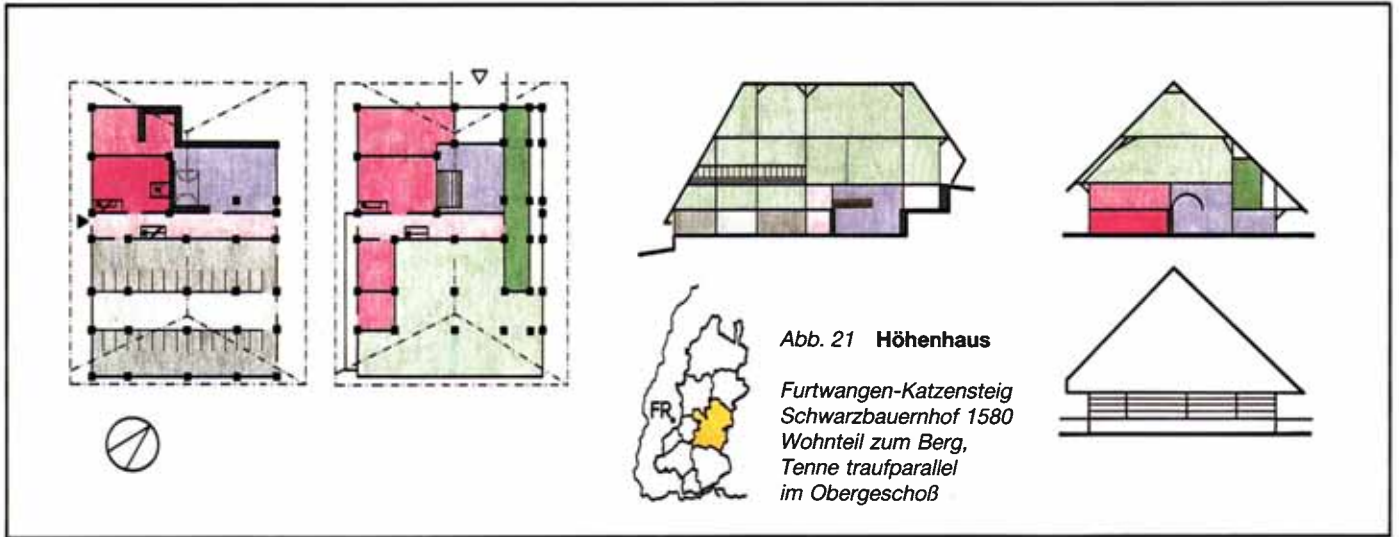 FR.
Abb. 21 Höhenhaus
Furtwangen-Katzensteig
Schwarzbauernhof 1580
Wohnteil zum Berg,
Tenne traufparallel
im Obergeschoß